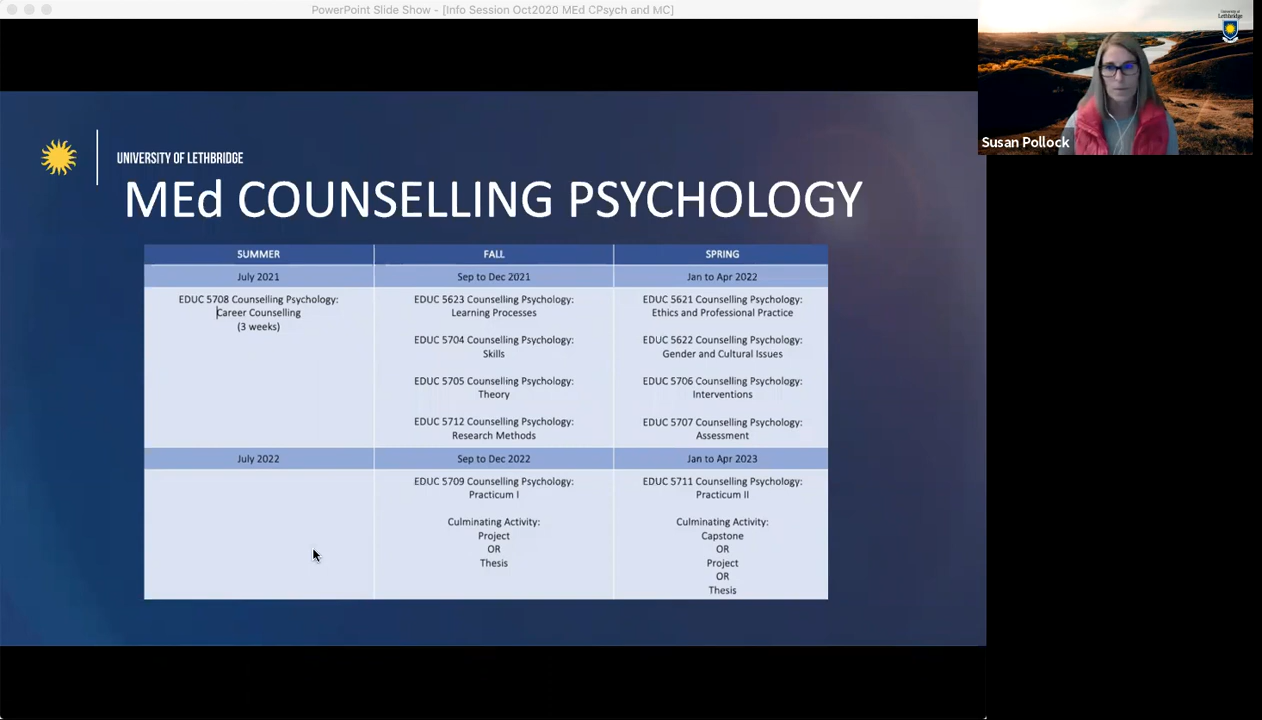 PowerPoint Slide Show - [Info Session Oct2020 MEd CPsych and MC]
University of
Lethbridge
Susan Pollock
UNIVERSITY OF LETHBRIDGE
MEd COUNSELLING PSYCHOLOGY
SUMMER
FALL
SPRING
July 2021
Sep to Dec 2021
Jan to Apr 2022
EDUC 5708 Counselling Psychology:
Career Counselling
(3 weeks)
EDUC 5623 Counselling Psychology:
Learning Processes
EDUC 5704 Counselling Psychology:
Skills
EDUC 5705 Counselling Psychology:
Theory
EDUC 5712 Counselling Psychology:
Research Methods
EDUC 5621 Counselling Psychology:
Ethics and Professional Practice
EDUC 5622 Counselling Psychology:
Gender and Cultural Issues
EDUC 5706 Counselling Psychology:
Interventions
EDUC 5707 Counselling Psychology:
Assessment
July 2022
Sep to Dec 2022
Jan to Apr 2023
EDUC 5709 Counselling Psychology:
Practicum I
Culminating Activity:
Project
OR
Thesis
EDUC 5711 Counselling Psychology:
Practicum II
Culminating Activity:
Capstone
OR
Project
OR
Thesis